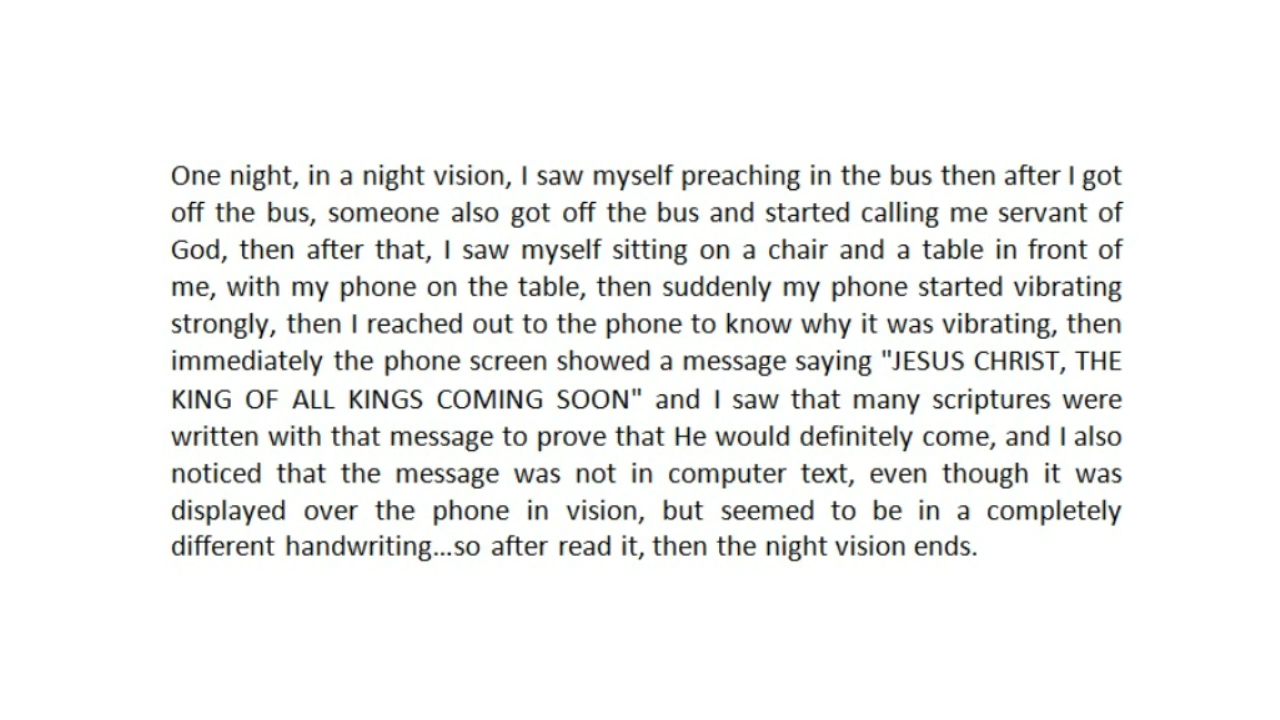 One night, in a night vision, I saw myself preaching in the bus then after I got
off the bus, someone also got off the bus and started calling me servant of
God, then after that, I saw myself sitting on a chair and a table in front of
me, with my phone on the table, then suddenly my phone started vibrating
strongly, then I reached out to the phone to know why it was vibrating, then
immediately the phone screen showed a message saying "JESUS CHRIST, THE
KING OF ALL KINGS COMING SOON" and I saw that many scriptures were
written with that message to prove that He would definitely come, and I also
noticed that the message was not in computer text, even though it was
displayed over the phone in vision, but seemed to be in a completely
different handwriting...so after read it, then the night vision ends.